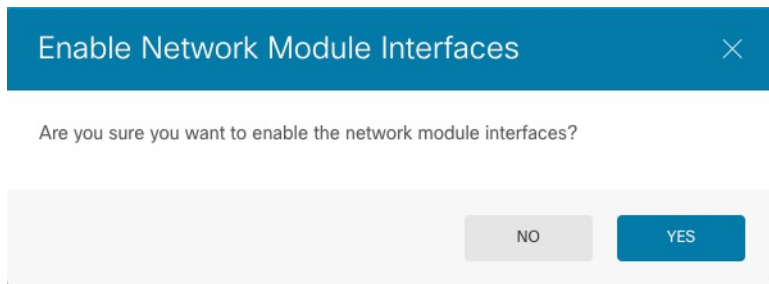 Enable Network Module Interfaces
Are you sure you want to enable the network module interfaces?
NO
YES